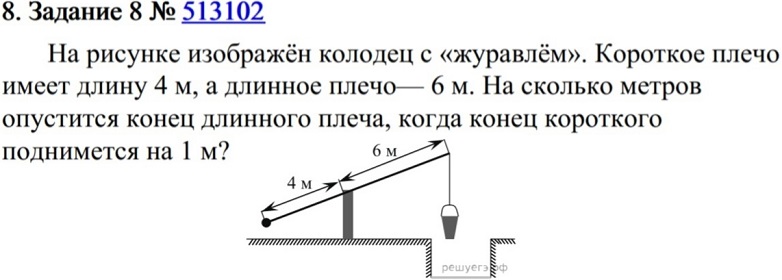 8. Задание 8 № 513102
На рисунке изображён колодец с «журавлём». Короткое плечо
имеет длину 4 м, а длинное плечо— 6 м. На сколько метров
опустится конец длинного плеча, когда конец короткого
поднимется на 1 м?
6 м
4 м
решуегэ.рф